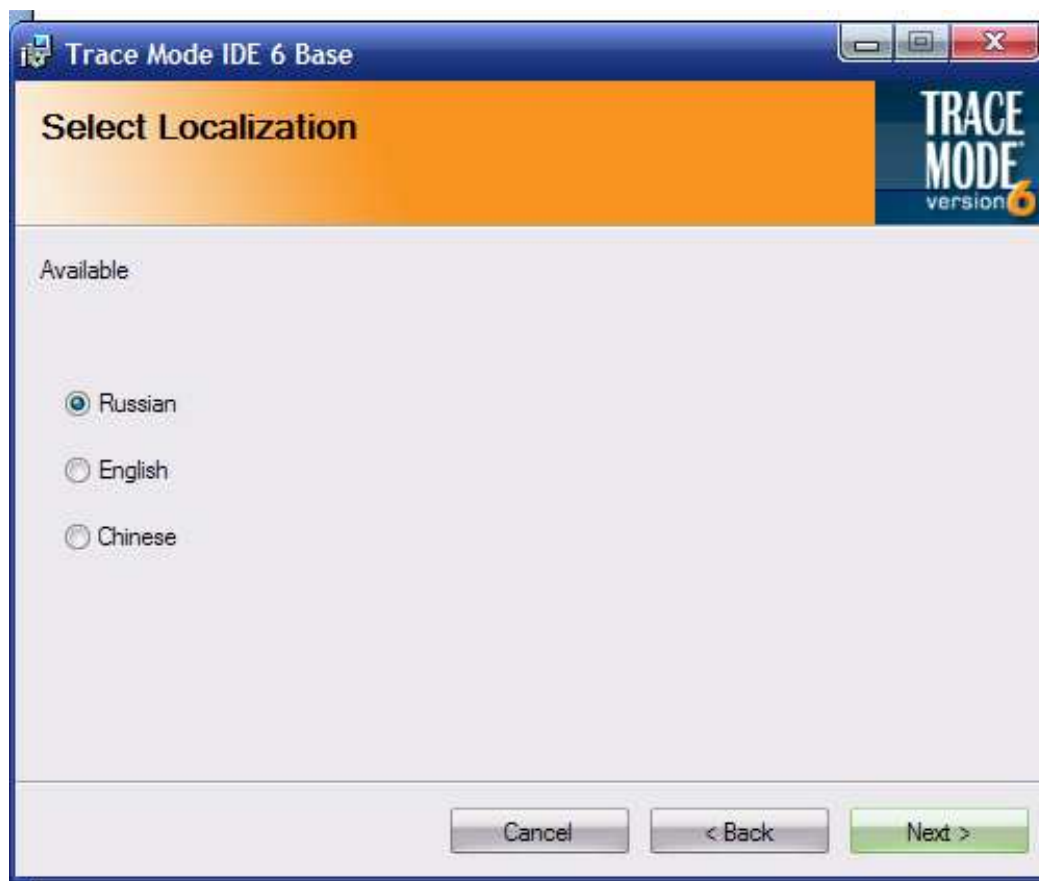 Trace Mode IDE 6 Base
Select Localization
TRACE
MODE
version 6
Available
Russian
English
Chinese
Cancel
< Back
Next >